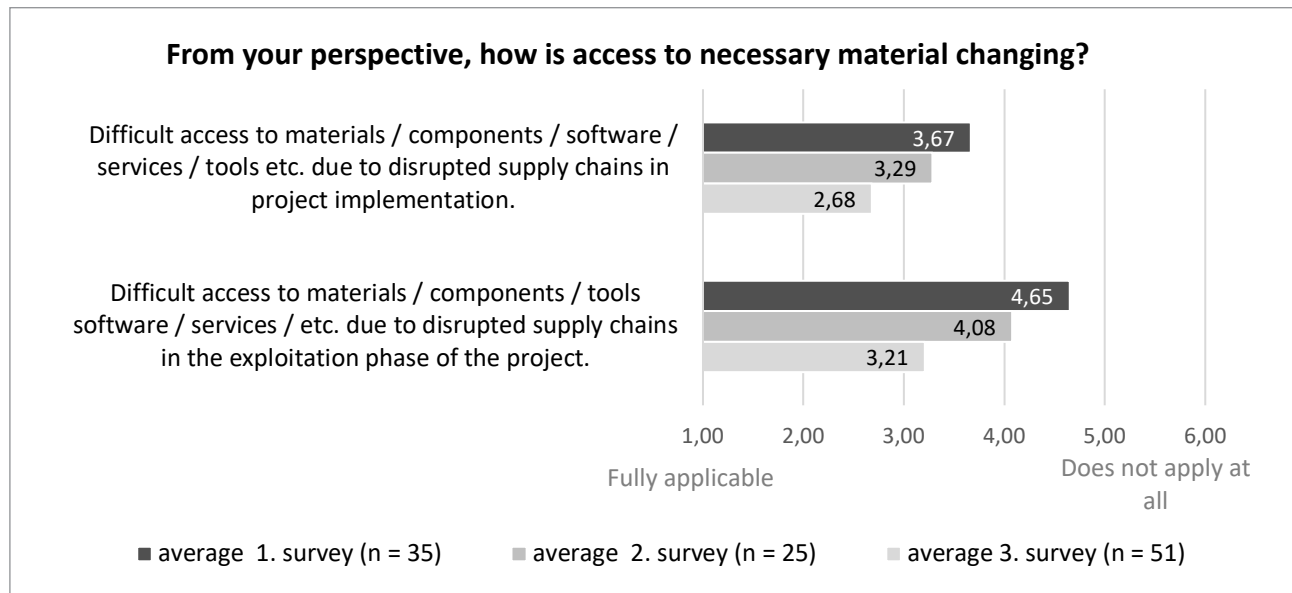 From your perspective, how is access to necessary material changing?
Difficult access to materials / components / software /
services / tools etc. due to disrupted supply chains in
project implementation.
3,67
3,29
2,68
Difficult access to materials / components / tools
software / services / etc. due to disrupted supply chains
in the exploitation phase of the project.
4,65
4,08
3,21
1,00 2,00 3,00 4,00 5,00 6,00
Fully applicable
Does not apply at
all
average 1. survey (n = 35) average 2. survey (n = 25) average 3. survey (n = 51)